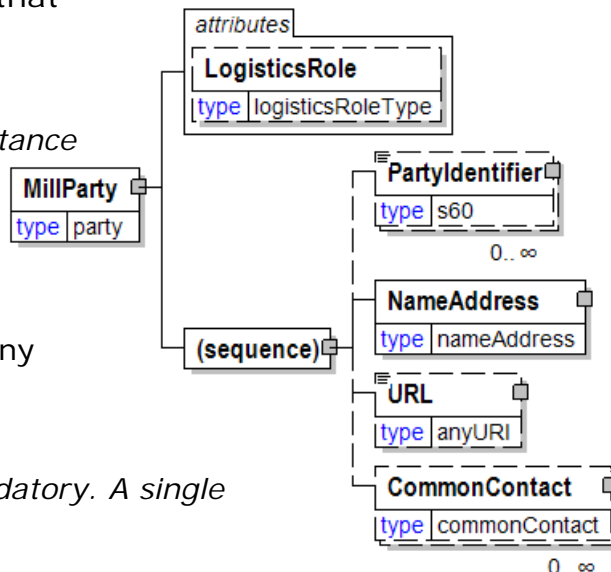 that
attributes
LogisticsRole
type logisticsRoleType
tance
MillParty
type party
PartyIdentifier
type s60
0.. ∞
NameAddress
type nameAddress
(sequence)
ny
URL
type anyURI
datory. A single
CommonContact
type commonContact
0.. ∞